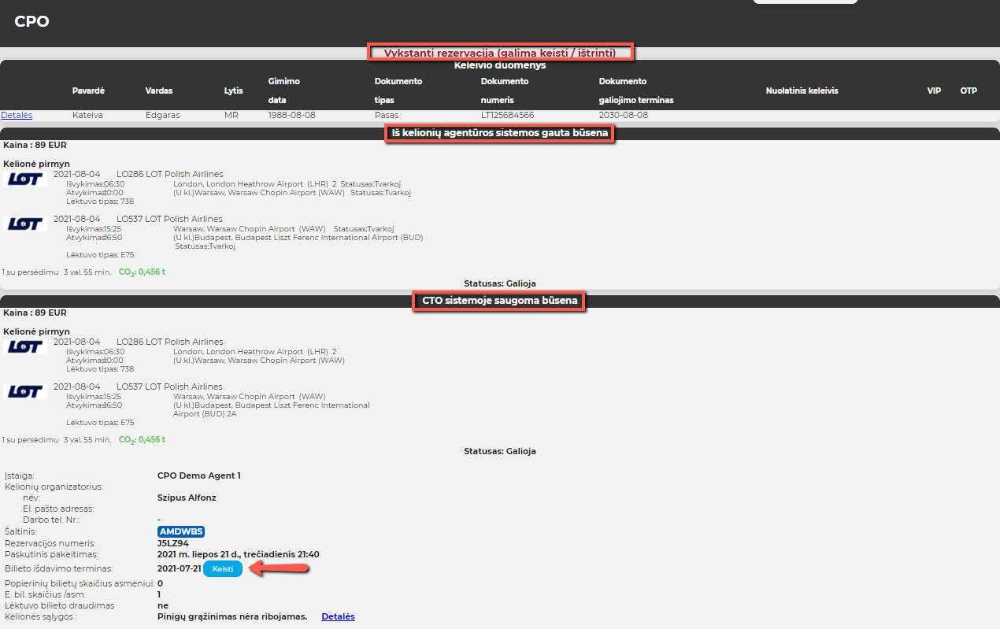 CPO
Vykstanti rezervacija (galima keisti / ištrinti)
Keleivio duomenys
Pavardė Vardas Lytis Gimimo data Dokumento tipas Dokumento numeris Dokumento galiojimo terminas Nuolatinis keleivis VIP OTP
Detalės Kateiva Edgaras MR 1988-08-08 Pasas LT125684566 2030-08-08
Iš kelionių agentūros sistemos gauta būsena
Kaina : 89 EUR
Kelionė pirmyn
LOT 2021-08-04 LO286 LOT Polish Airlines
Išvykimas:06:30 London, London Heathrow Airport (LHR) 2 Statusas:Tvarkoj
Atvykimas:10:00 (U kl.)Warsaw, Warsaw Chopin Airport (WAW) Statusas:Tvarkoj
Lėktuvo tipas: 738
LOT 2021-08-04 LO537 LOT Polish Airlines
Išvykimas:15:25 Warsaw, Warsaw Chopin Airport (WAW) Statusas:Tvarkoj
Atvykimas:16:50 (U kl.)Budapest, Budapest Liszt Ferenc International Airport (BUD)
Statusas:Tvarkoj
Lėktuvo tipas: E75
1 su persėdimu 3 val. 55 min. CO2: 0,456 t
Statusas: Galioja
CTO sistemoje saugoma būsena
Kaina : 89 EUR
Kelionė pirmyn
LOT 2021-08-04 LO286 LOT Polish Airlines
Išvykimas:06:30 London, London Heathrow Airport (LHR) 2
Atvykimas:10:00 (U kl.)Warsaw, Warsaw Chopin Airport (WAW)
Lėktuvo tipas: 738
LOT 2021-08-04 LO537 LOT Polish Airlines
Išvykimas:15:25 Warsaw, Warsaw Chopin Airport (WAW)
Atvykimas:16:50 (U kl.)Budapest, Budapest Liszt Ferenc International
Airport (BUD) 2A
Lėktuvo tipas: E75
1 su persėdimu 3 val. 55 min. CO2: 0,456 t
Statusas: Galioja
Įstaiga: CPO Demo Agent 1
Kelionių organizatorius:
név: Szipus Alfonz
El. pašto adresas:
Darbo tel. Nr.: -
Šaltinis: AMDWBS
Rezervacijos numeris: J5LZ94
Paskutinis pakeitimas: 2021 m. liepos 21 d., trečiadienis 21:40
Bilieto išdavimo terminas: 2021-07-21 Keisti
Popierinių bilietų skaičius asmeniui: 0
E. bil. skaičius /asm. 1
Lėktuvo bilieto draudimas ne
Kelionės sąlygos : Pinigų grąžinimas nėra ribojamas. Detalės